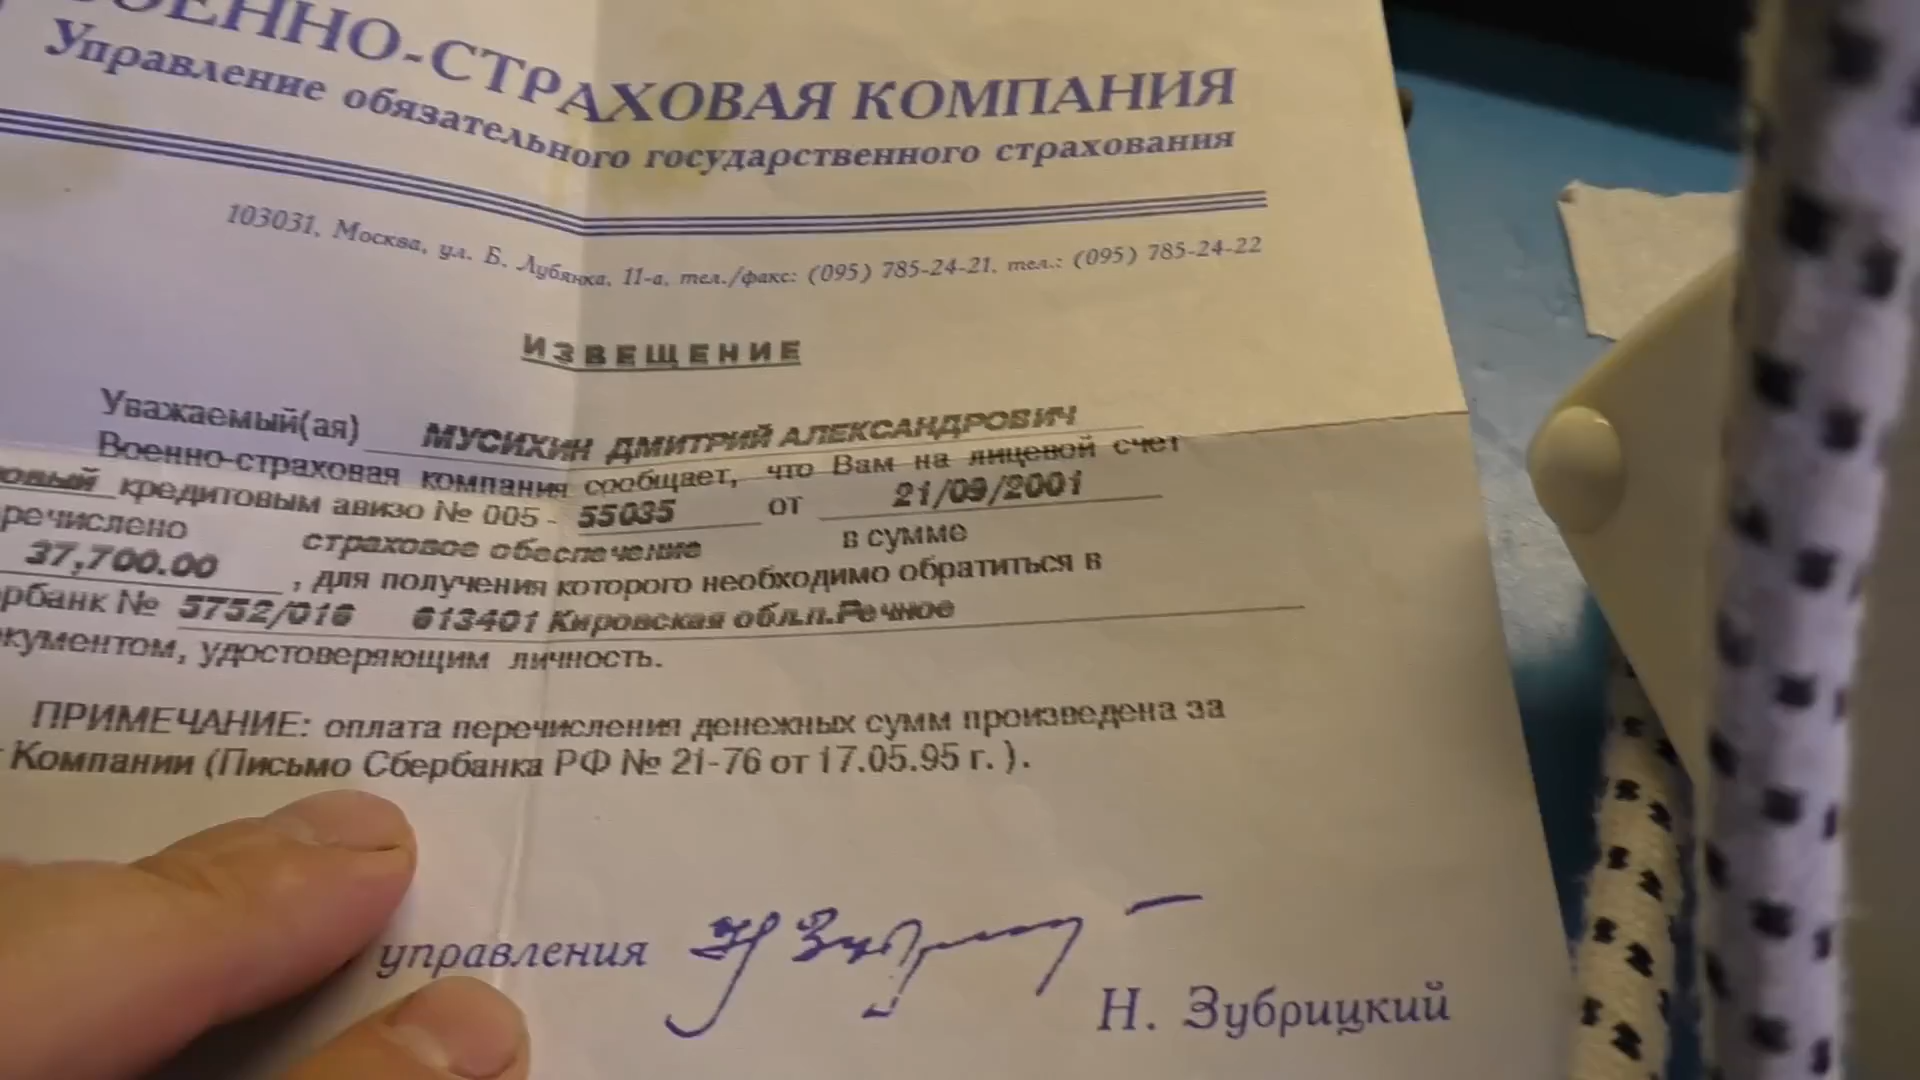 ВОЕННО-СТРАХОВАЯ КОМПАНИЯ
Управление обязательного государственного страхования
103031, Москва, ул. Б. Лубянка, 11-а, тел./факс: (095) 785-24-21, тел.: (095) 785-24-22
ИЗВЕЩЕНИЕ
Уважаемый(ая) МУСИХИН ДМИТРИЙ АЛЕКСАНДРОВИЧ
Военно-страховая компания сообщает, что Вам на лицевой счет
овый кредитовым авизо № 005 - 55035 от 21/09/2001
речислено страховое обеспечение в сумме
37,700.00 , для получения которого необходимо обратиться в
рбанк № 5752/016 613401 Кировская обл.п.Речное
кументом, удостоверяющим личность.
ПРИМЕЧАНИЕ: оплата перечисления денежных сумм произведена за
Компании (Письмо Сбербанка РФ № 21-76 от 17.05.95 г. ).
управления
Н. Зубрицкий